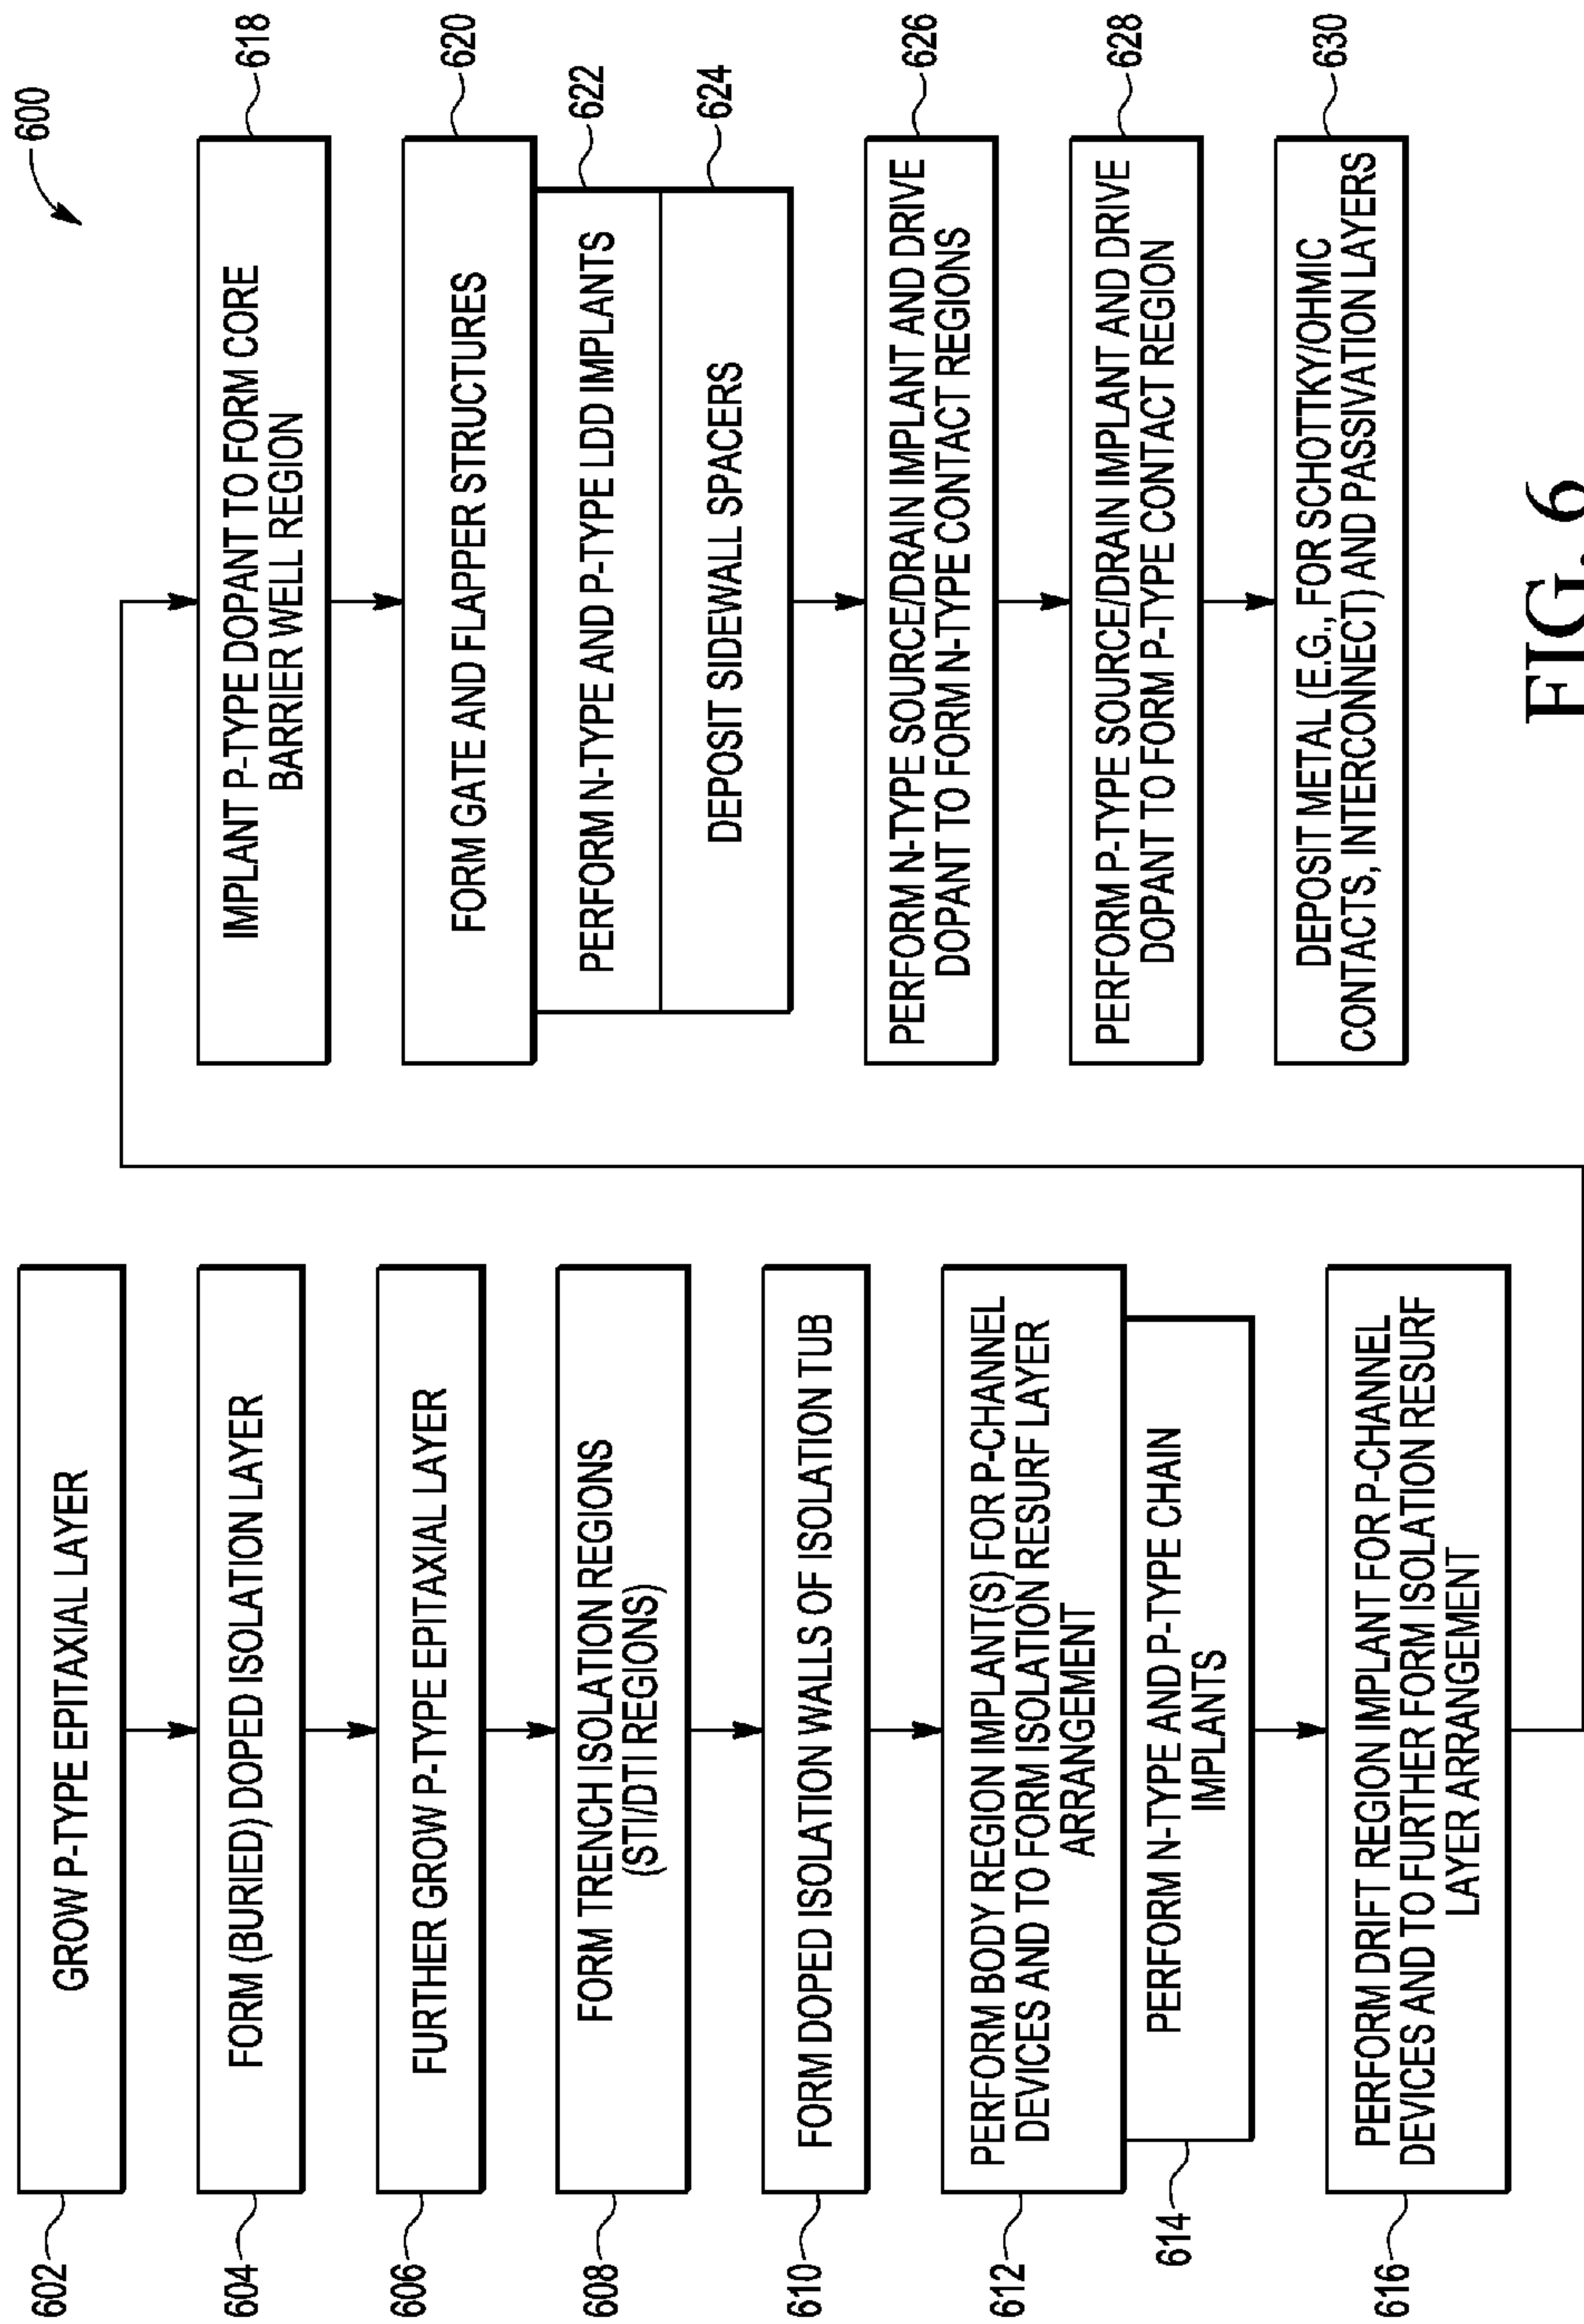 600
602
GROW P-TYPE EPITAXIAL LAYER
604
FORM (BURIED) DOPED ISOLATION LAYER
606
FURTHER GROW P-TYPE EPITAXIAL LAYER
608
FORM TRENCH ISOLATION REGIONS
(STI/DTI REGIONS)
610
FORM DOPED ISOLATION WALLS OF ISOLATION TUB
612
PERFORM BODY REGION IMPLANT(S) FOR P-CHANNEL
DEVICES AND TO FORM ISOLATION RESURF LAYER
ARRANGEMENT
614
PERFORM N-TYPE AND P-TYPE CHAIN
IMPLANTS
616
PERFORM DRIFT REGION IMPLANT FOR P-CHANNEL
DEVICES AND TO FURTHER FORM ISOLATION RESURF
LAYER ARRANGEMENT
618
IMPLANT P-TYPE DOPANT TO FORM CORE
BARRIER WELL REGION
620
FORM GATE AND FLAPPER STRUCTURES
622
PERFORM N-TYPE AND P-TYPE LDD IMPLANTS
624
DEPOSIT SIDEWALL SPACERS
626
PERFORM N-TYPE SOURCE/DRAIN IMPLANT AND DRIVE
DOPANT TO FORM N-TYPE CONTACT REGIONS
628
PERFORM P-TYPE SOURCE/DRAIN IMPLANT AND DRIVE
DOPANT TO FORM P-TYPE CONTACT REGION
630
DEPOSIT METAL (E.G., FOR SCHOTTKY/OHMIC
CONTACTS, INTERCONNECT) AND PASSIVATION LAYERS
FIG. 6